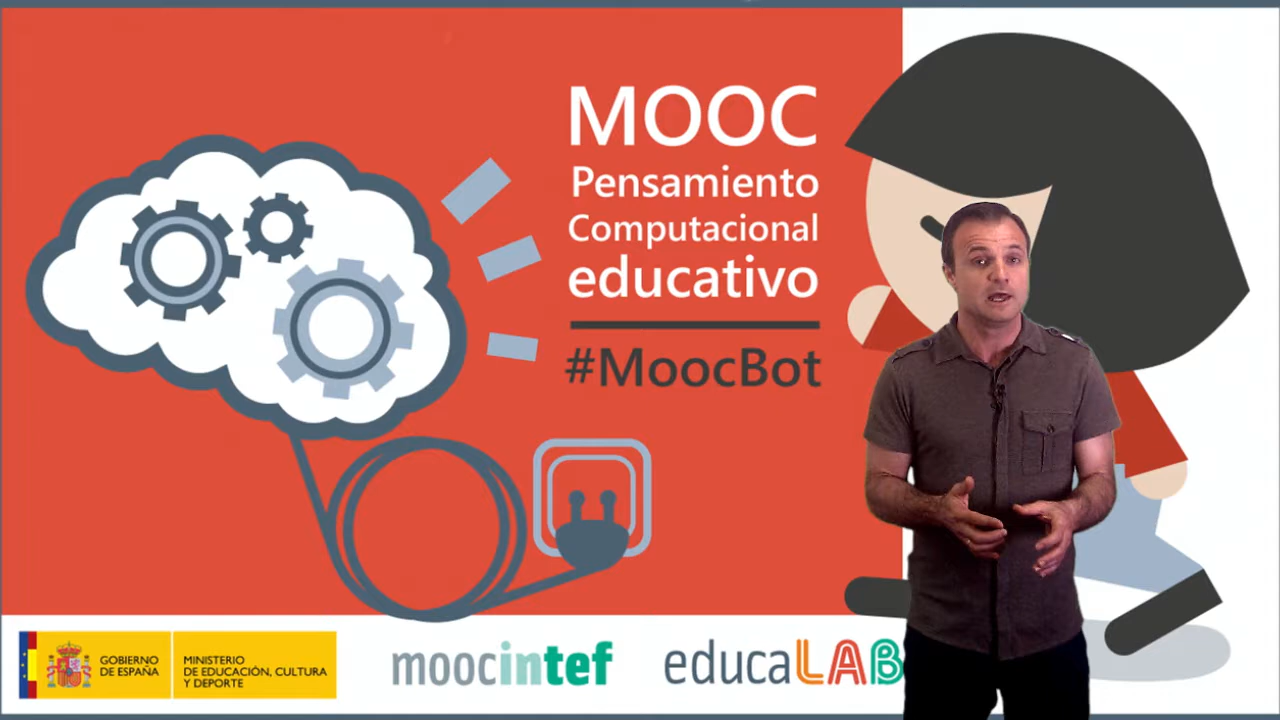 MOOC
Pensamiento
Computacional
educativo
#MoocBot
GOBIERNO
DE ESPAÑA
MINISTERIO
DE EDUCACIÓN, CULTURA
Y DEPORTE
moocintef
educaLAB